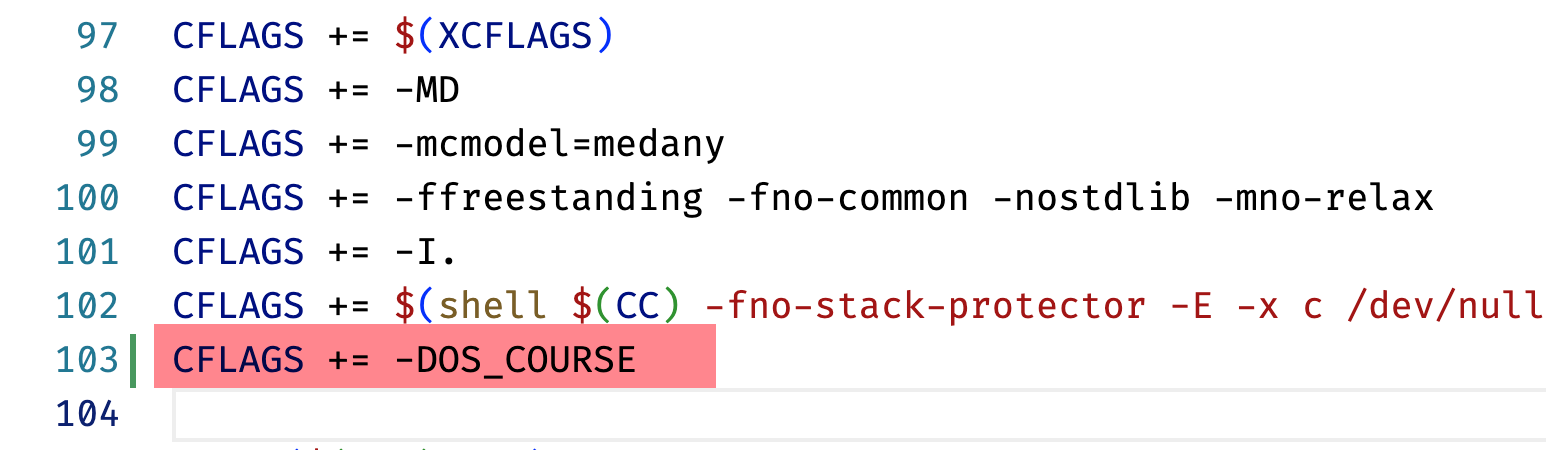 97 CFLAGS += $(XCFLAGS)
98 CFLAGS += -MD
99 CFLAGS += -mcmodel=medany
100 CFLAGS += -ffreestanding -fno-common -nostdlib -mno-relax
101 CFLAGS += -I.
102 CFLAGS += $(shell $(CC) -fno-stack-protector -E -x c /dev/null
103 CFLAGS += -DOS_COURSE
104